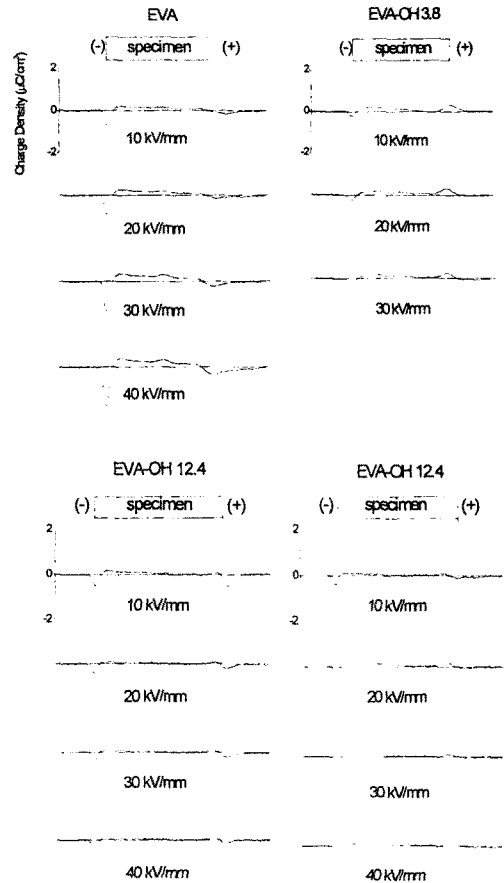 EVA
EVA-OH 3.8
(-) specimen (+)
(-) specimen (+)
Charge Density (μC/cm²)
2
0
-2
10 kV/mm
20 kV/mm
30 kV/mm
40 kV/mm
2
0
-2
10 kV/mm
20 kV/mm
30 kV/mm
EVA-OH 12.4
EVA-OH 12.4
(-) specimen (+)
(-) specimen (+)
2
0
-2
10 kV/mm
20 kV/mm
30 kV/mm
40 kV/mm
2
0
-2
10 kV/mm
20 kV/mm
30 kV/mm
40 kV/mm